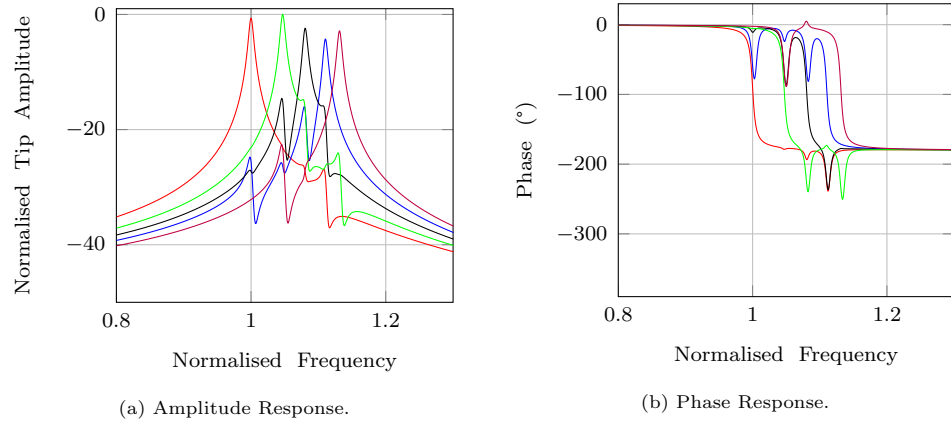 Normalised Tip Amplitude
0
−20
−40
0.8
1
1.2
Normalised Frequency
(a) Amplitude Response.
Phase (°)
0
−100
−200
−300
0.8
1
1.2
Normalised Frequency
(b) Phase Response.